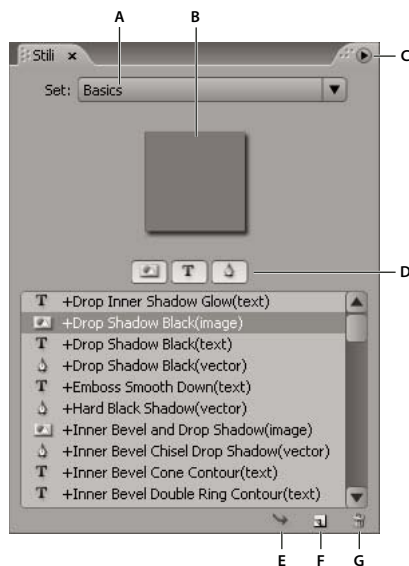 A
B
Stili x
C
Set: Basics
T
D
T +Drop Inner Shadow Glow(text)
+Drop Shadow Black(image)
T +Drop Shadow Black(text)
+Drop Shadow Black(vector)
T +Emboss Smooth Down(text)
+Hard Black Shadow(vector)
+Inner Bevel and Drop Shadow(image)
+Inner Bevel Chisel Drop Shadow(vector)
T +Inner Bevel Cone Contour(text)
T +Inner Bevel Double Ring Contour(text)
E F G